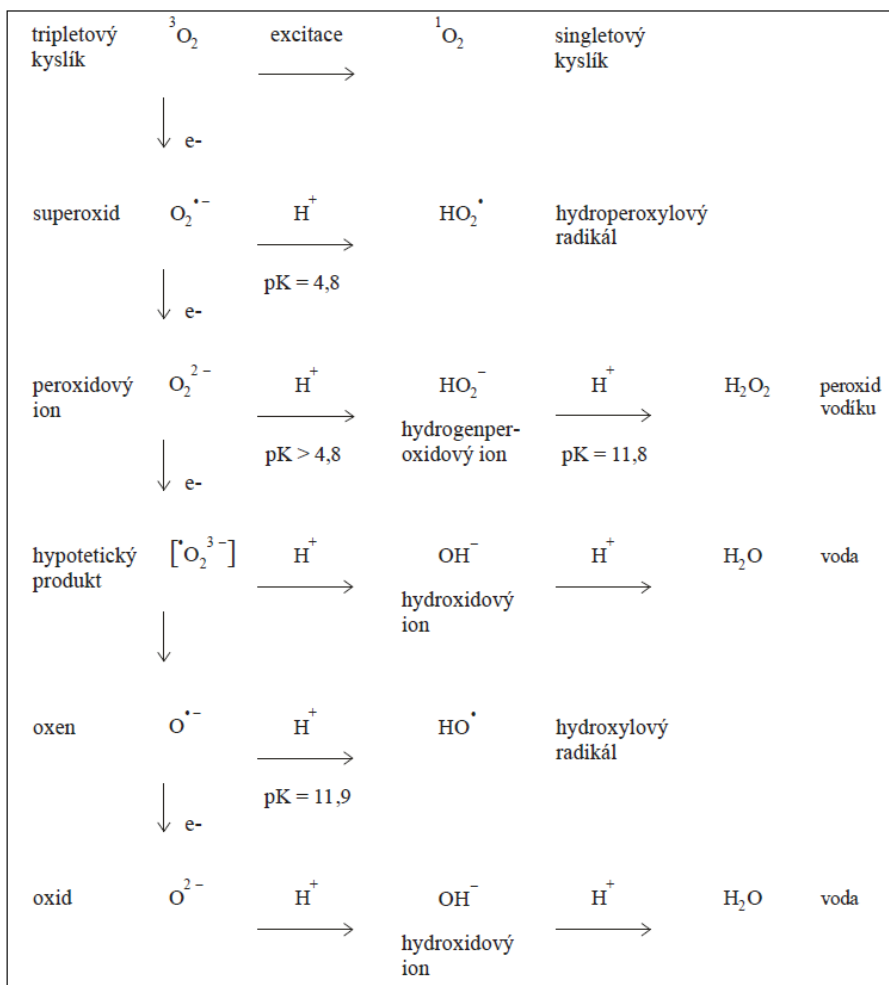 tripletový kyslík ³O₂ excitace → ¹O₂ singletový kyslík
↓ e-
superoxid O₂•⁻ H⁺ → HO₂• hydroperoxylový radikál
pK = 4,8
↓ e-
peroxidový ion O₂²⁻ H⁺ → HO₂⁻ H⁺ → H₂O₂ peroxid vodíku
pK > 4,8 hydrogenper-oxidový ion pK = 11,8
↓ e-
hypotetický produkt [•O₂³⁻] H⁺ → OH⁻ H⁺ → H₂O voda
hydroxidový ion
↓
oxen O•⁻ H⁺ → HO• hydroxylový radikál
pK = 11,9
↓ e-
oxid O²⁻ H⁺ → OH⁻ H⁺ → H₂O voda
hydroxidový ion